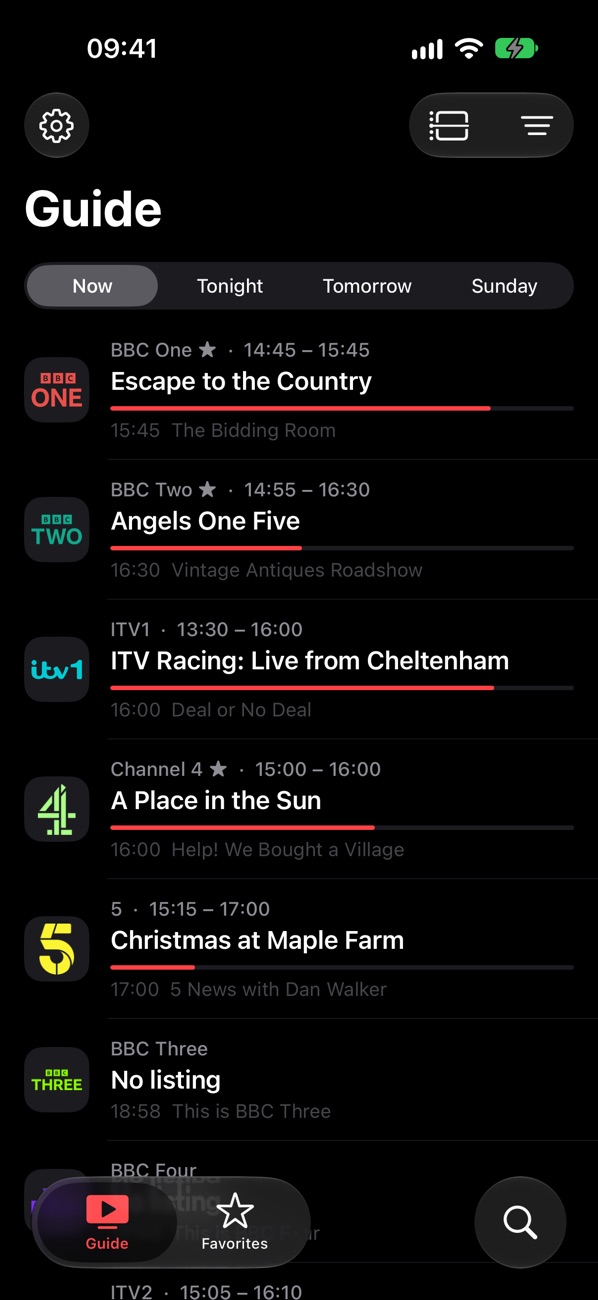 09:41
Guide
Now
Tonight
Tomorrow
Sunday
BBC One ★ · 14:45 – 15:45
BBC ONE
Escape to the Country
15:45 The Bidding Room
BBC Two ★ · 14:55 – 16:30
BBC TWO
Angels One Five
16:30 Vintage Antiques Roadshow
ITV1 · 13:30 – 16:00
itv1
ITV Racing: Live from Cheltenham
16:00 Deal or No Deal
Channel 4 ★ · 15:00 – 16:00
4
A Place in the Sun
16:00 Help! We Bought a Village
5 · 15:15 – 17:00
5
Christmas at Maple Farm
17:00 5 News with Dan Walker
BBC Three
BBC THREE
No listing
18:58 This is BBC Three
BBC Four
Guide
Favorites
ITV2 · 15:05 – 16:10